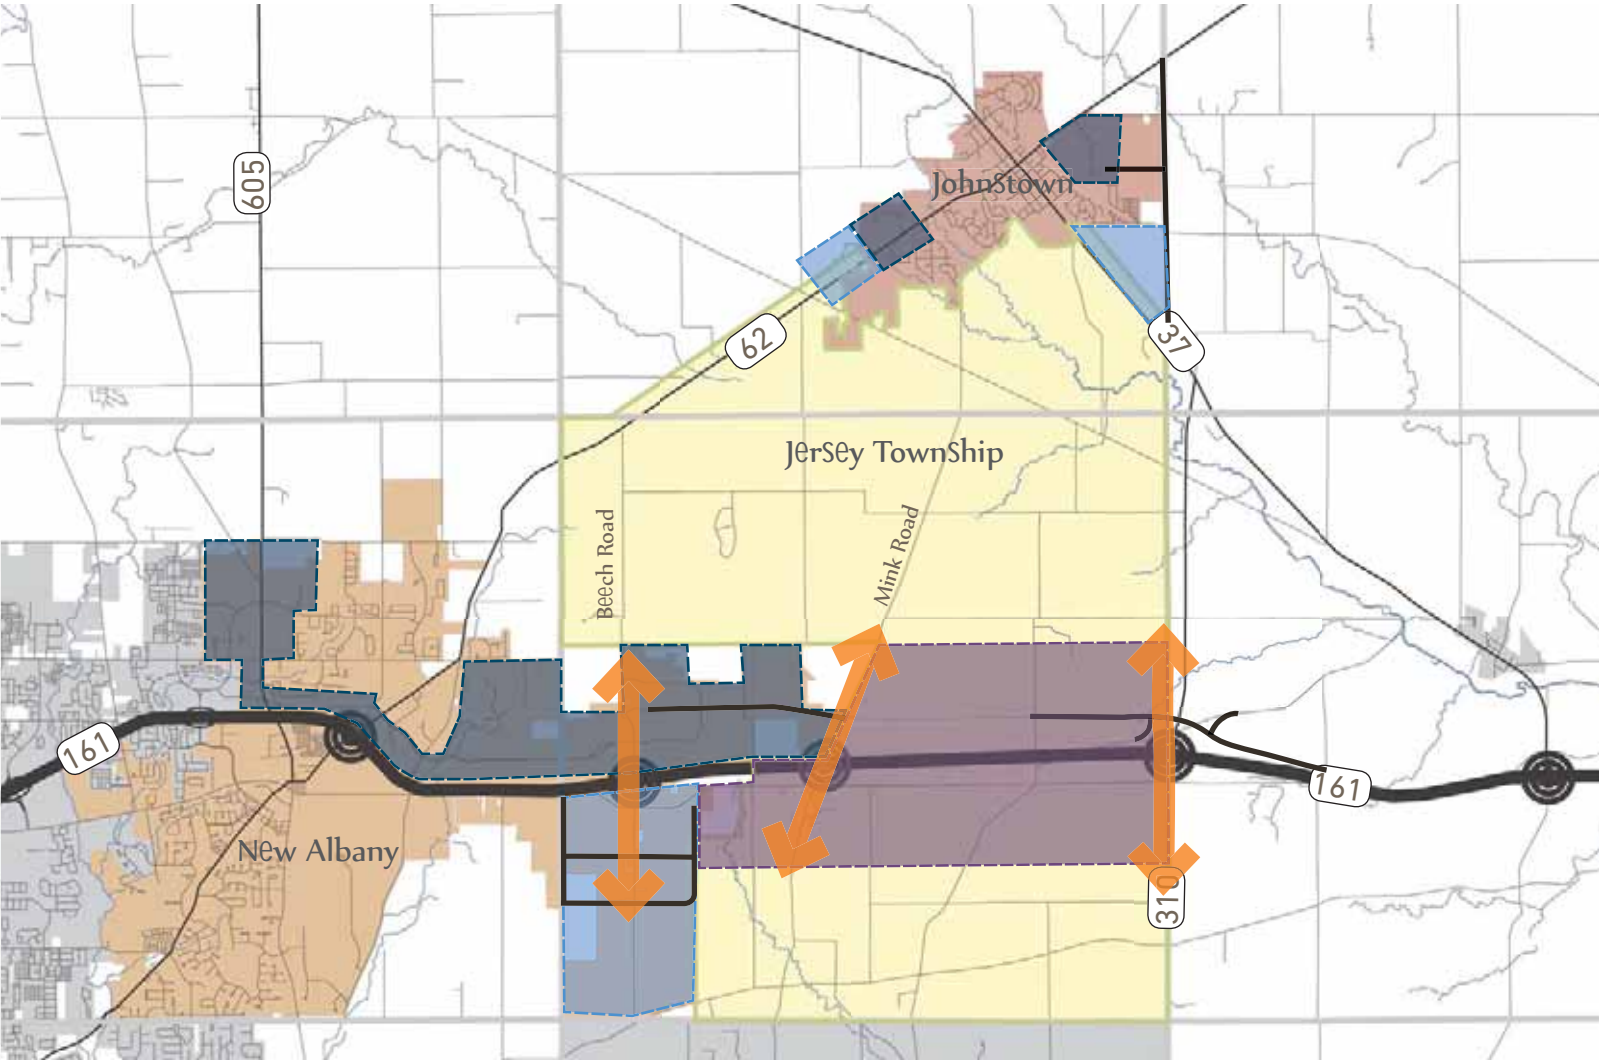 605
Johnstown
62
37
Jersey Township
Beech Road
Mink Road
161
161
New Albany
310